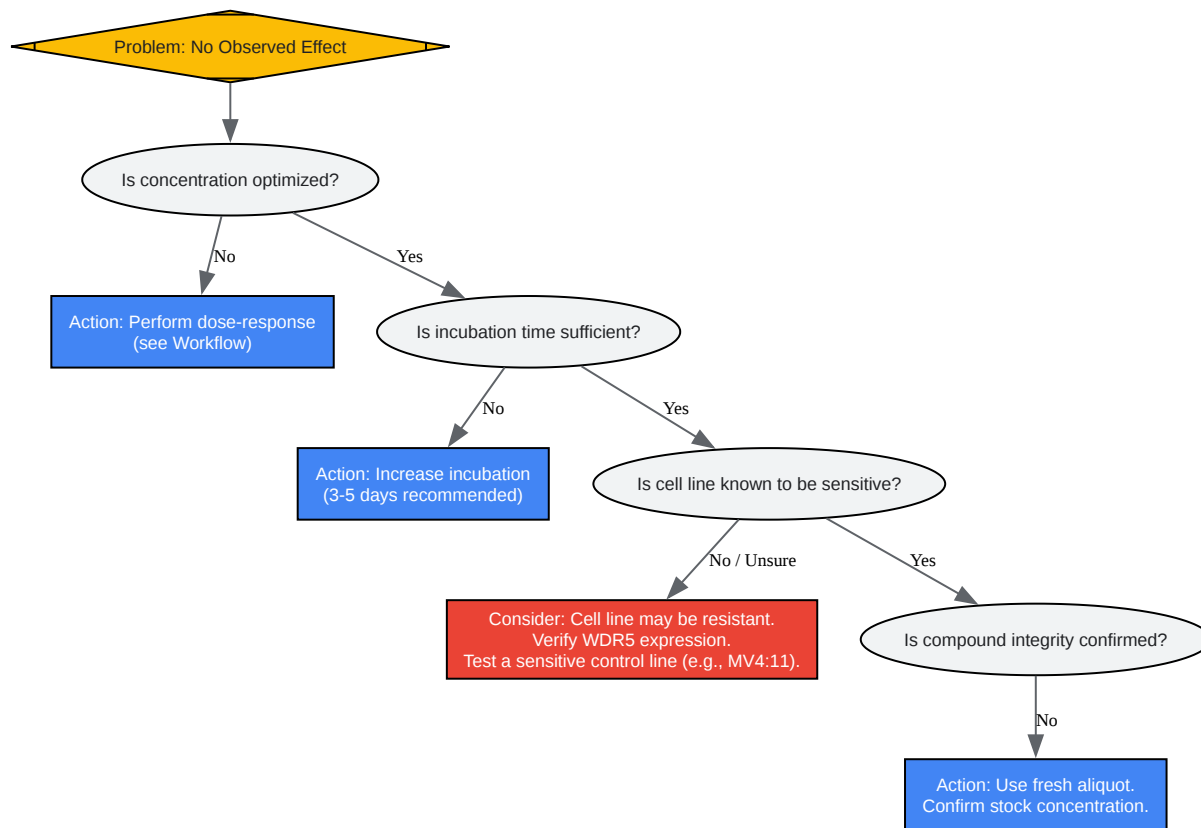 Problem: No Observed Effect
Is concentration optimized?
No
Yes
Action: Perform dose-response
(see Workflow)
Is incubation time sufficient?
No
Yes
Action: Increase incubation
(3-5 days recommended)
Is cell line known to be sensitive?
No / Unsure
Yes
Consider: Cell line may be resistant.
Verify WDR5 expression.
Test a sensitive control line (e.g., MV4:11).
Is compound integrity confirmed?
No
Action: Use fresh aliquot.
Confirm stock concentration.